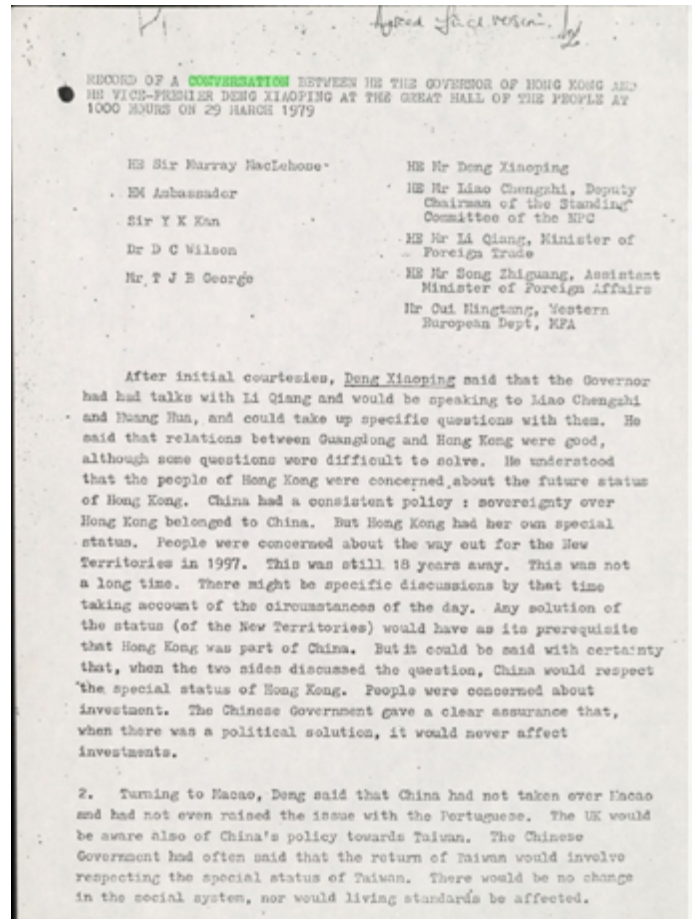 Agreed final version.
RECORD OF A CONVERSATION BETWEEN HE THE GOVERNOR OF HONG KONG AND
HE VICE-PREMIER DENG XIAOPING AT THE GREAT HALL OF THE PEOPLE AT
1000 HOURS ON 29 MARCH 1979
HE Sir Murray MacLehose
HM Ambassador
Sir Y K Kan
Dr D C Wilson
Mr T J B George
HE Mr Deng Xiaoping
HE Mr Liao Chengzhi, Deputy
Chairman of the Standing
Committee of the NPC
HE Mr Li Qiang, Minister of
Foreign Trade
HE Mr Song Zhiguang, Assistant
Minister of Foreign Affairs
Mr Cui Mingtang, Western
European Dept, MFA
After initial courtesies, Deng Xiaoping said that the Governor
had had talks with Li Qiang and would be speaking to Liao Chengzhi
and Huang Hua, and could take up specific questions with them. He
said that relations between Guangdong and Hong Kong were good,
although some questions were difficult to solve. He understood
that the people of Hong Kong were concerned about the future status
of Hong Kong. China had a consistent policy : sovereignty over
Hong Kong belonged to China. But Hong Kong had her own special
status. People were concerned about the way out for the New
Territories in 1997. This was still 18 years away. This was not
a long time. There might be specific discussions by that time
taking account of the circumstances of the day. Any solution of
the status (of the New Territories) would have as its prerequisite
that Hong Kong was part of China. But it could be said with certainty
that, when the two sides discussed the question, China would respect
the special status of Hong Kong. People were concerned about
investment. The Chinese Government gave a clear assurance that,
when there was a political solution, it would never affect
investments.
2. Turning to Macao, Deng said that China had not taken over Macao
and had not even raised the issue with the Portuguese. The UK would
be aware also of China's policy towards Taiwan. The Chinese
Government had often said that the return of Taiwan would involve
respecting the special status of Taiwan. There would be no change
in the social system, nor would living standards be affected.